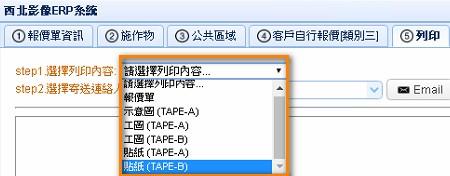 西北影像ERP系統
①報價單資訊 ②施作物 ③公共區域 ④客戶自行報價[類別三] ⑤列印
step1.選擇列印內容: 請選擇列印內容...
請選擇列印內容...
step2.選擇寄送連絡人 Email
報價單
示意圖 (TAPE-A)
工圖 (TAPE-A)
工圖 (TAPE-B)
貼紙 (TAPE-A)
貼紙 (TAPE-B)